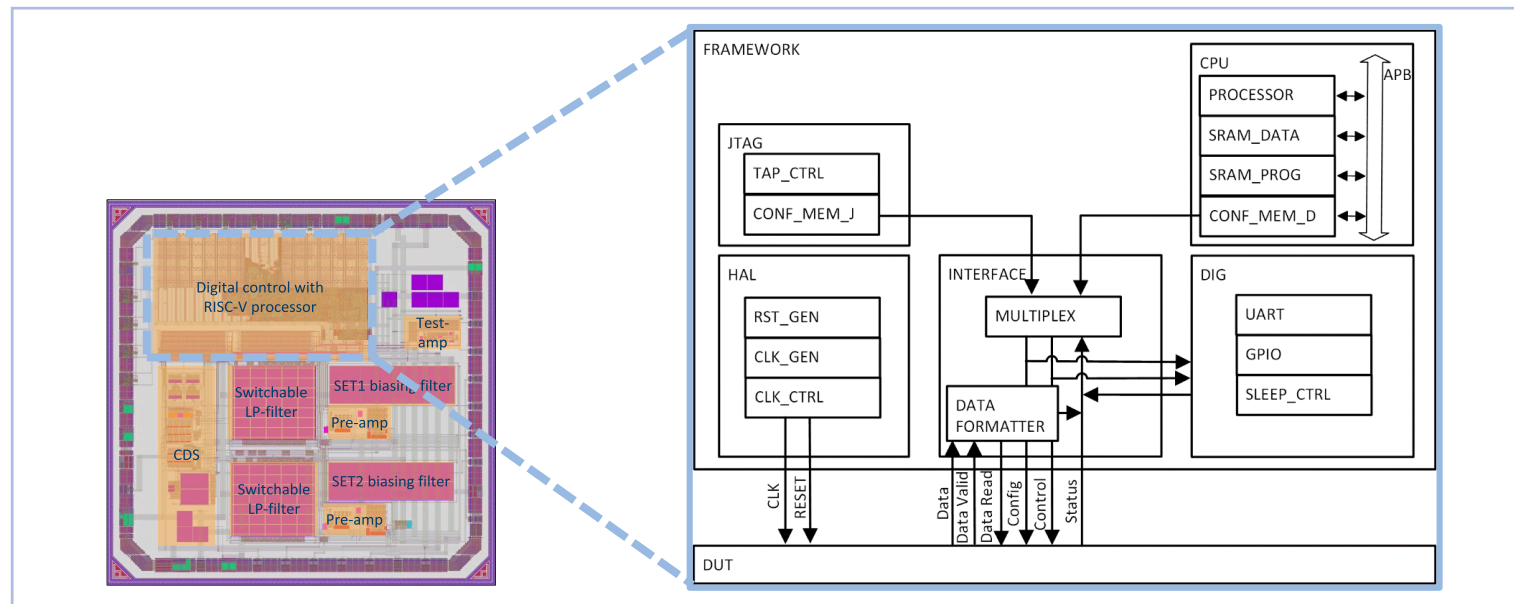 Digital control with
RISC-V processor
Test-
amp
Switchable
LP-filter
SET1 biasing filter
Pre-amp
CDS
Switchable
LP-filter
SET2 biasing filter
Pre-amp
FRAMEWORK
CPU
APB
PROCESSOR
SRAM_DATA
SRAM_PROG
CONF_MEM_D
JTAG
TAP_CTRL
CONF_MEM_J
HAL
RST_GEN
CLK_GEN
CLK_CTRL
INTERFACE
MULTIPLEX
DATA
FORMATTER
DIG
UART
GPIO
SLEEP_CTRL
CLK
RESET
Data
Data Valid
Data Read
Config
Control
Status
DUT